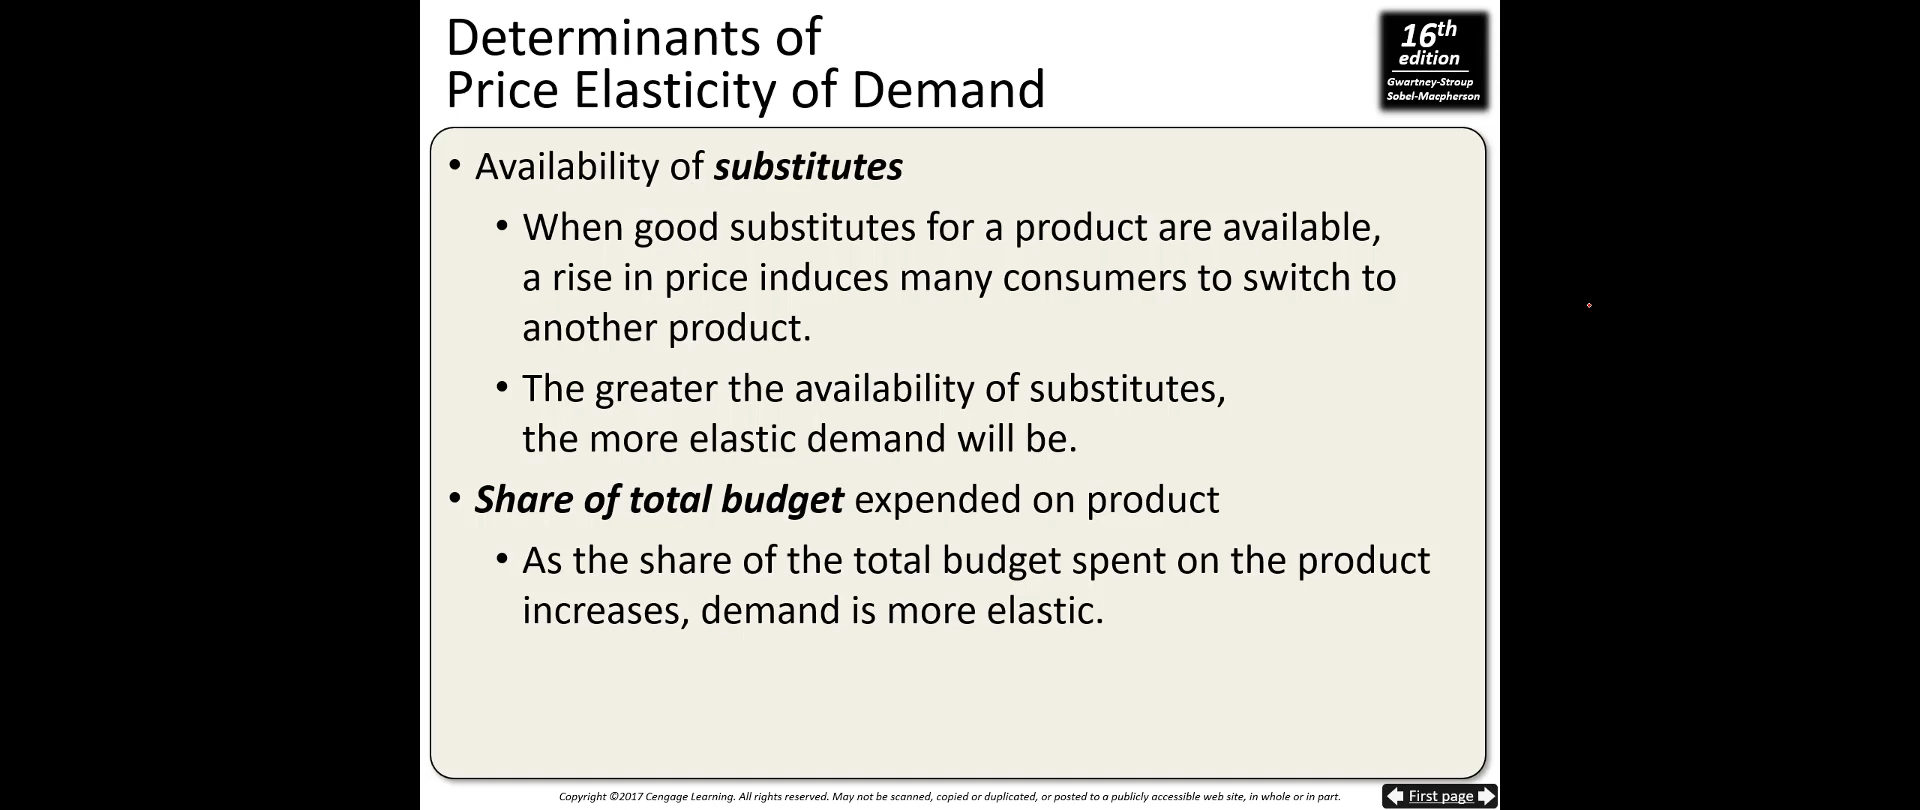 Determinants of
Price Elasticity of Demand
16th
edition
Gwartney-Stroup
Sobel-Macpherson
• Availability of substitutes
• When good substitutes for a product are available,
a rise in price induces many consumers to switch to
another product.
• The greater the availability of substitutes,
the more elastic demand will be.
• Share of total budget expended on product
• As the share of the total budget spent on the product
increases, demand is more elastic.
Copyright ©2017 Cengage Learning. All rights reserved. May not be scanned, copied or duplicated, or posted to a publicly accessible web site, in whole or in part.
First page